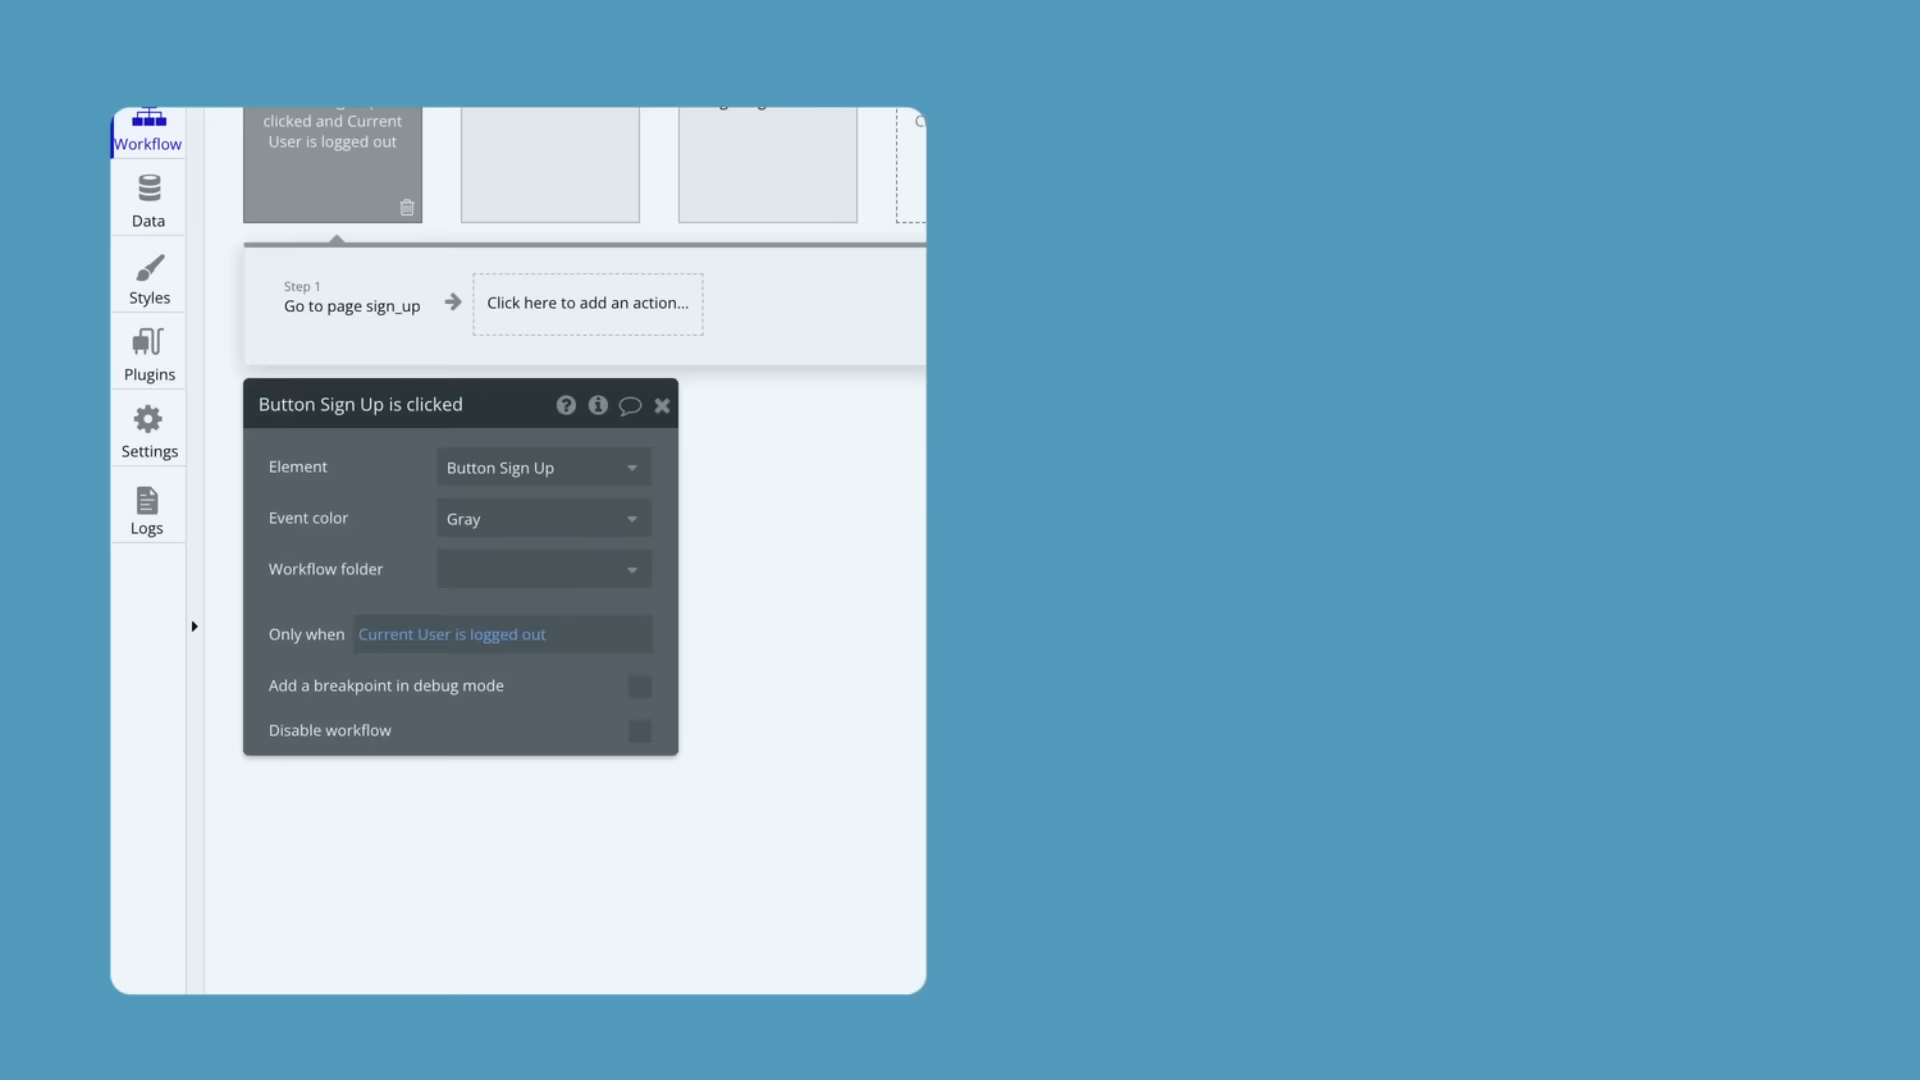 Workflow
Data
Styles
Plugins
Settings
Logs
clicked and Current
User is logged out
Step 1
Go to page sign_up
Click here to add an action...
Button Sign Up is clicked
Element
Button Sign Up
Event color
Gray
Workflow folder
Only when
Current User is logged out
Add a breakpoint in debug mode
Disable workflow